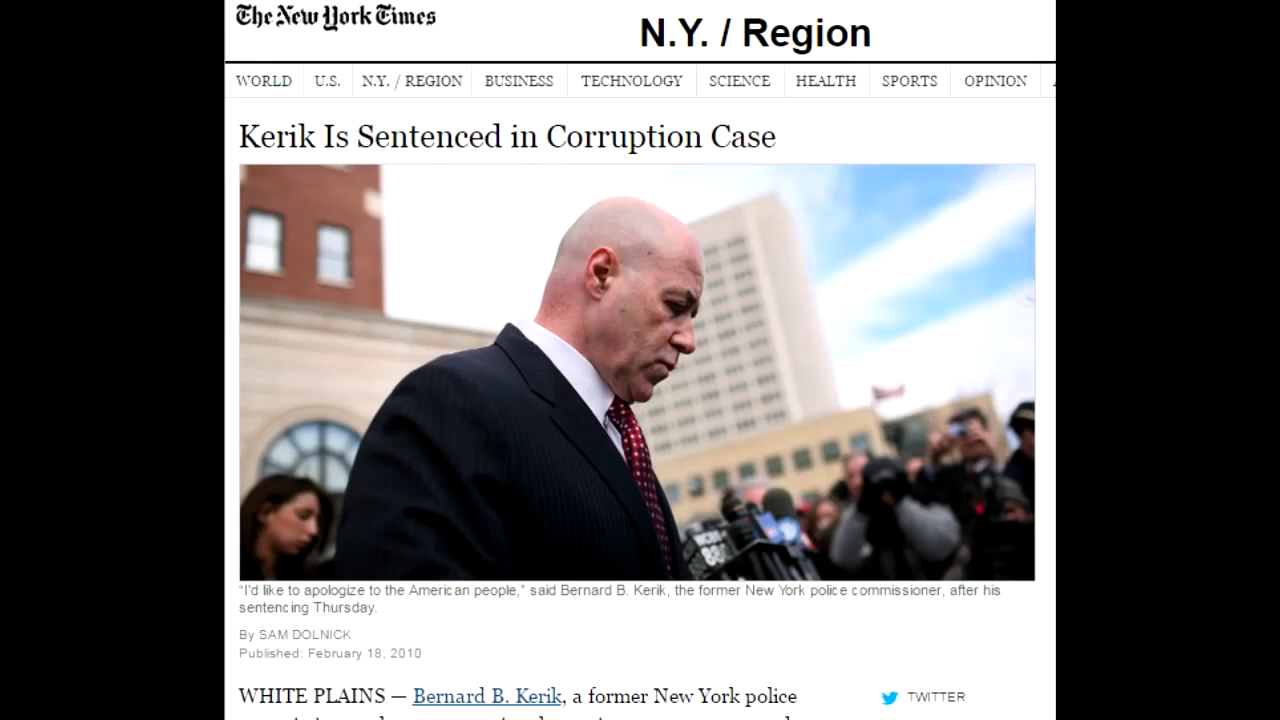 The New York Times
N.Y. / Region
WORLD U.S. N.Y. / REGION BUSINESS TECHNOLOGY SCIENCE HEALTH SPORTS OPINION
Kerik Is Sentenced in Corruption Case
WCBS
880
"I'd like to apologize to the American people," said Bernard B. Kerik, the former New York police commissioner, after his
sentencing Thursday.
By SAM DOLNICK
Published: February 18, 2010
WHITE PLAINS — Bernard B. Kerik, a former New York police
TWITTER